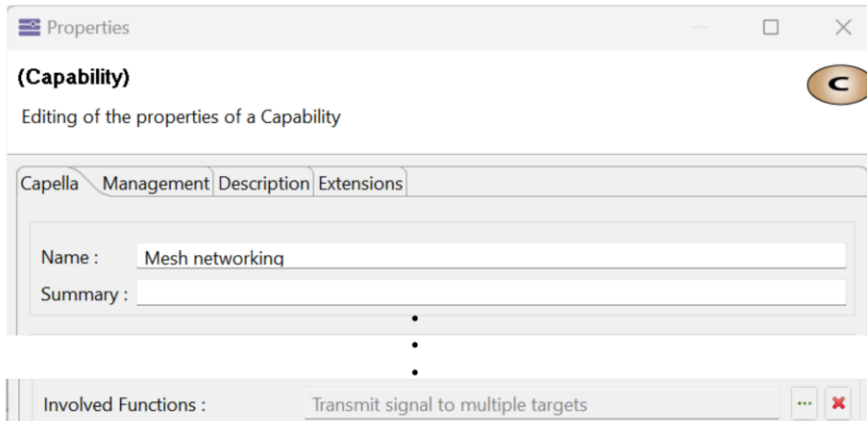 Properties
(Capability)
C
Editing of the properties of a Capability
Capella Management Description Extensions
Name : Mesh networking
Summary :
Involved Functions : Transmit signal to multiple targets